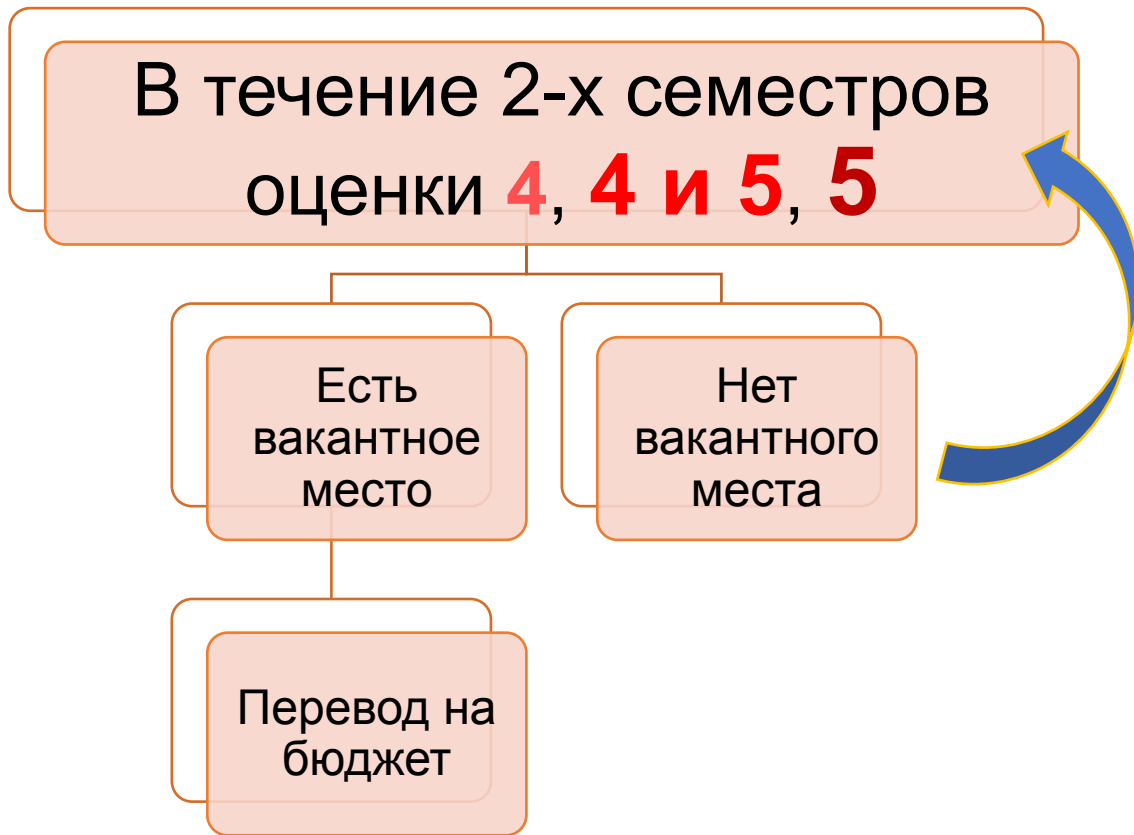 В течение 2-х семестров
оценки 4, 4 и 5, 5
Есть
вакантное
место
Нет
вакантного
места
Перевод на
бюджет